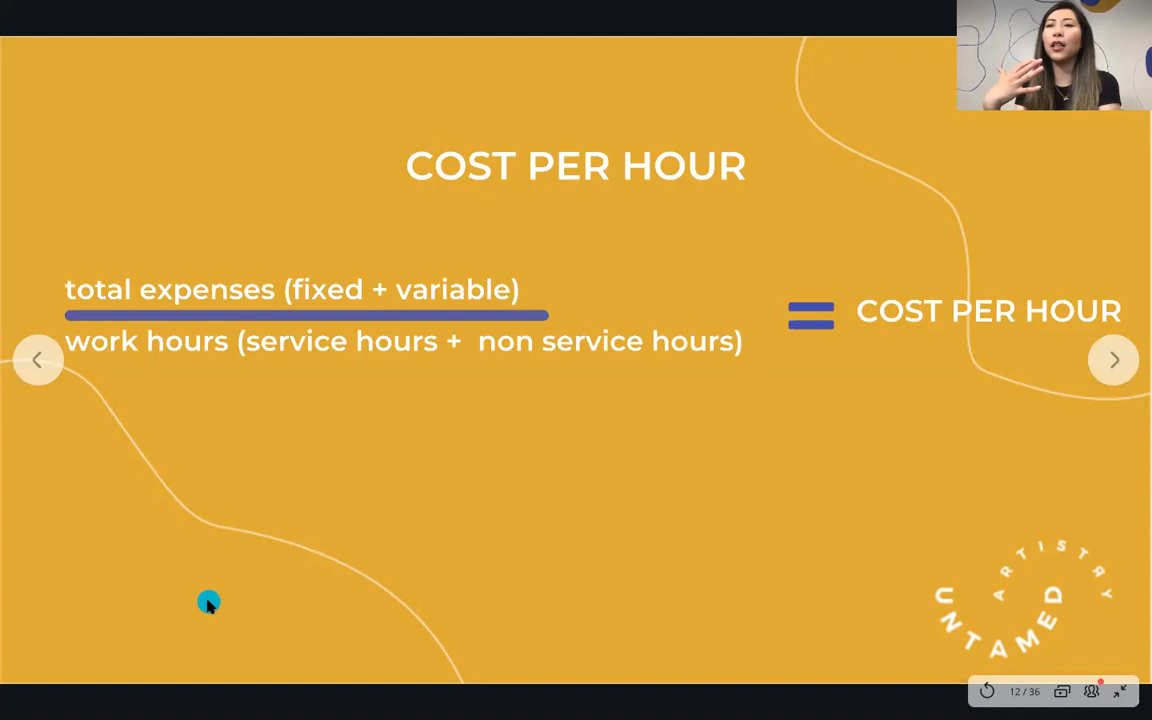 COST PER HOUR
total expenses (fixed + variable)
work hours (service hours + non service hours)
COST PER HOUR
ARTISTRY
UNTAMED
12 / 36